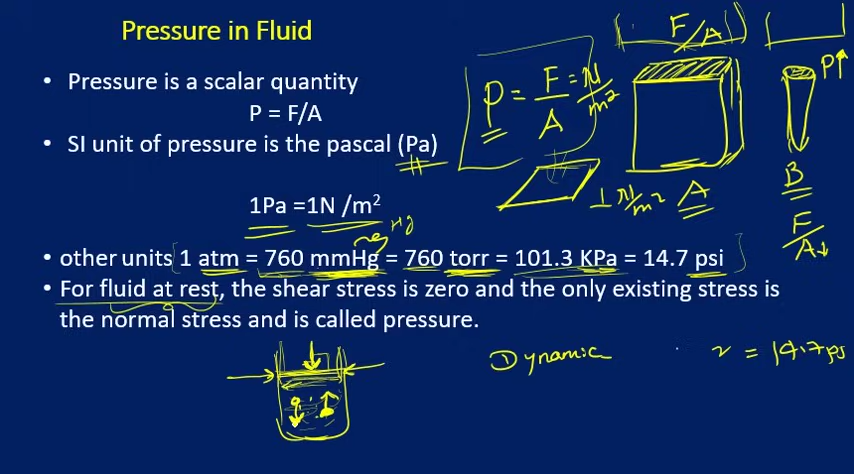 Pressure in Fluid
• Pressure is a scalar quantity
P = F/A
• SI unit of pressure is the pascal (Pa)
1Pa =1N /m²
• other units 1 atm = 760 mmHg = 760 torr = 101.3 KPa = 14.7 psi
• For fluid at rest, the shear stress is zero and the only existing stress is
the normal stress and is called pressure.
P = F/A = N/m²
F/A
P↑
1 N/m²
A
B
F/A↓
Hg
Dynamic
= 14.7 ps